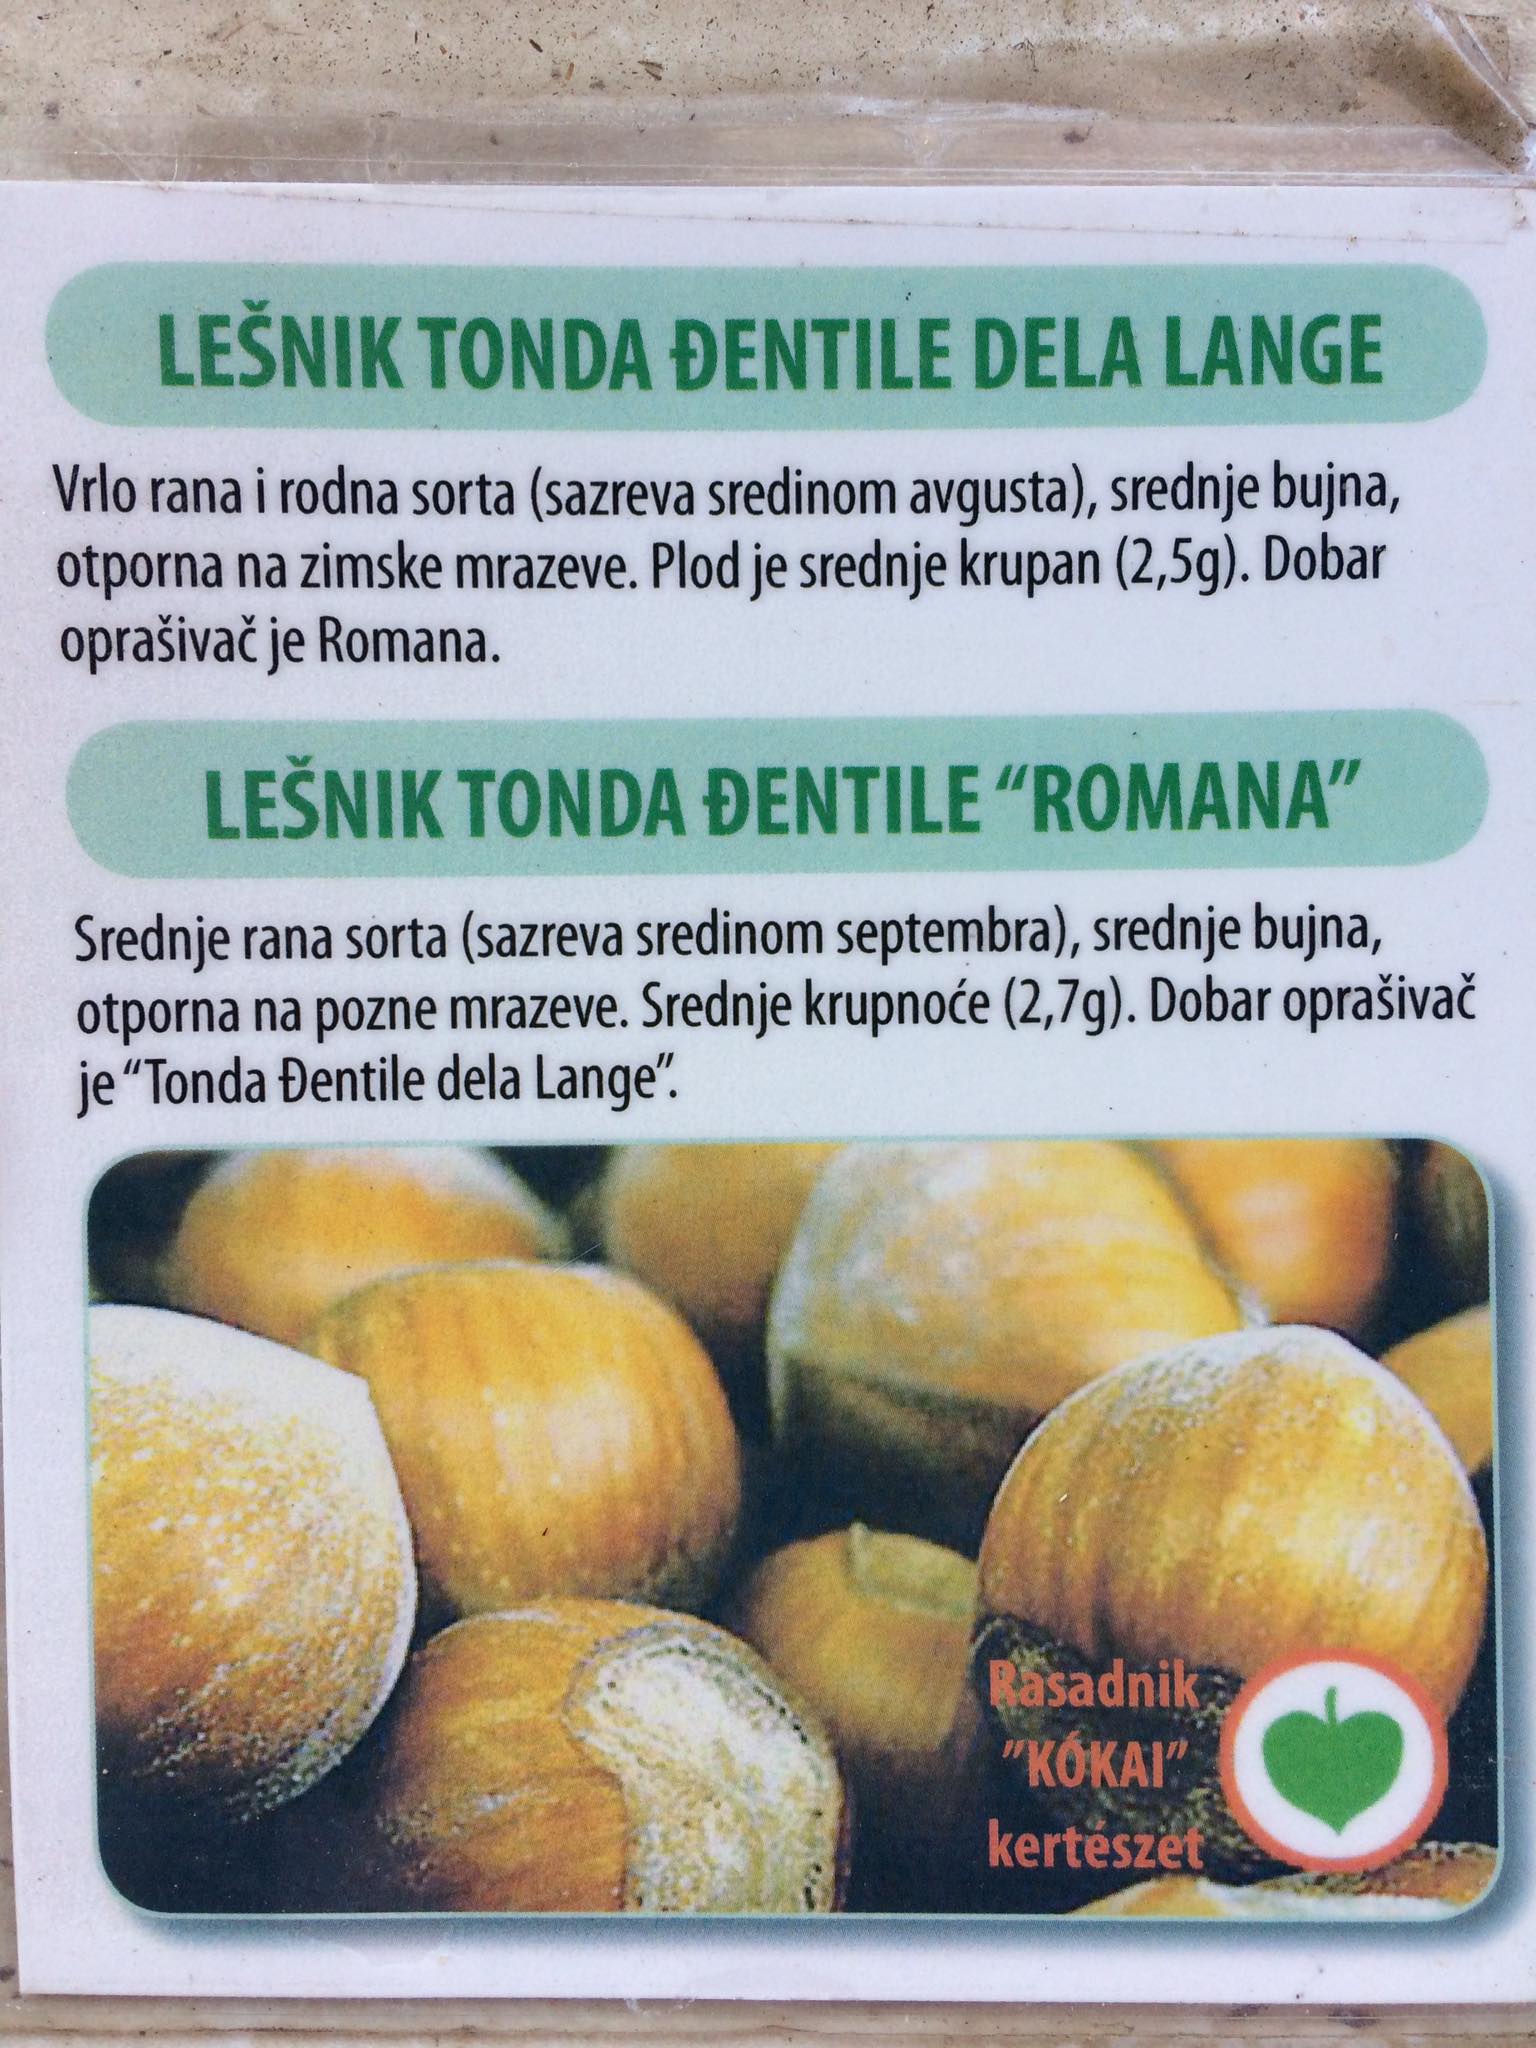 LEŠNIK TONDA ĐENTILE DELA LANGE
Vrlo rana i rodna sorta (sazreva sredinom avgusta), srednje bujna,
otporna na zimske mrazeve. Plod je srednje krupan (2,5g). Dobar
oprašivač je Romana.
LEŠNIK TONDA ĐENTILE “ROMANA”
Srednje rana sorta (sazreva sredinom septembra), srednje bujna,
otporna na pozne mrazeve. Srednje krupnoće (2,7g). Dobar oprašivač
je “Tonda Đentile dela Lange”.
Rasadnik
”KÓKAI”
kertészet